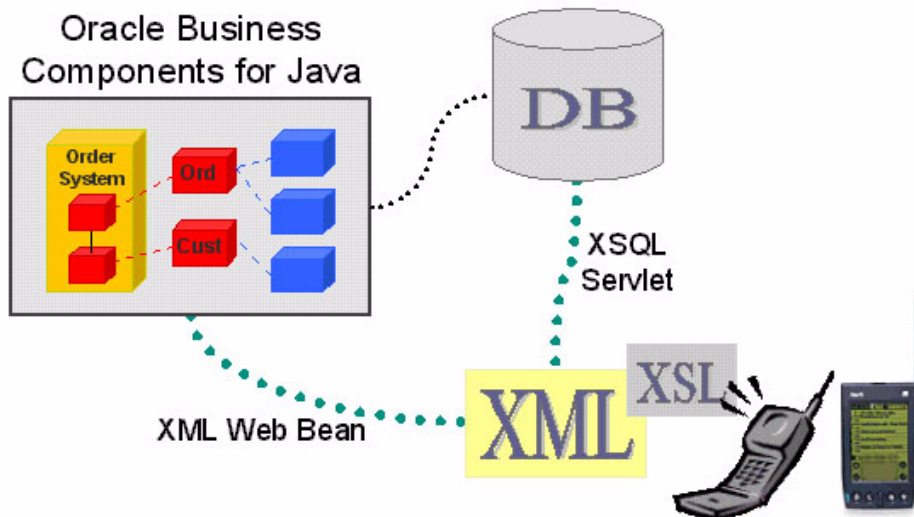 Oracle Business
Components for Java
DB
Order
System
Ord
Cust
XSQL
Servlet
XSL
XML
XML Web Bean